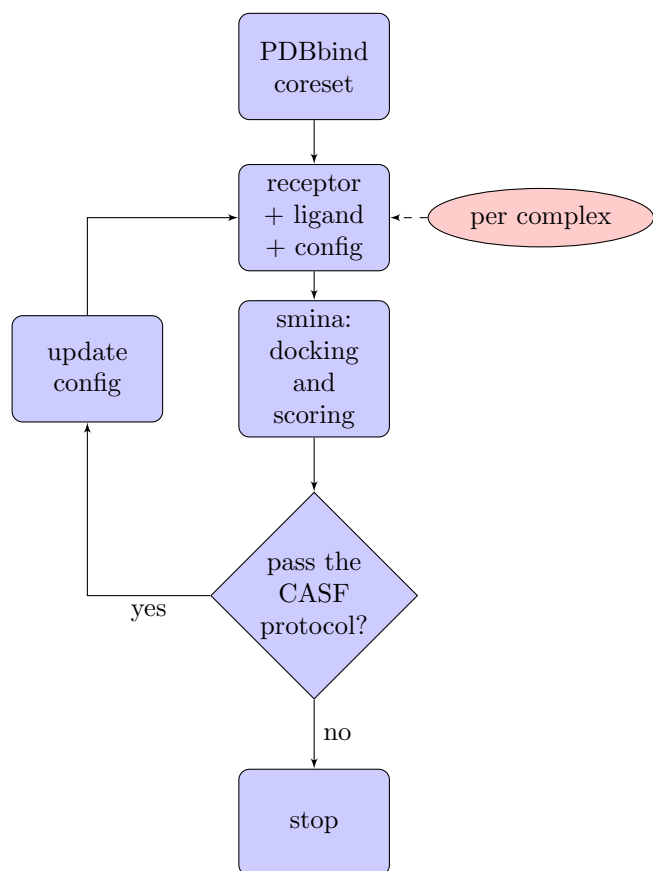 PDBbind
coreset
receptor
+ ligand
+ config
per complex
smina:
docking
and
scoring
update
config
pass the
CASF
protocol?
yes
no
stop